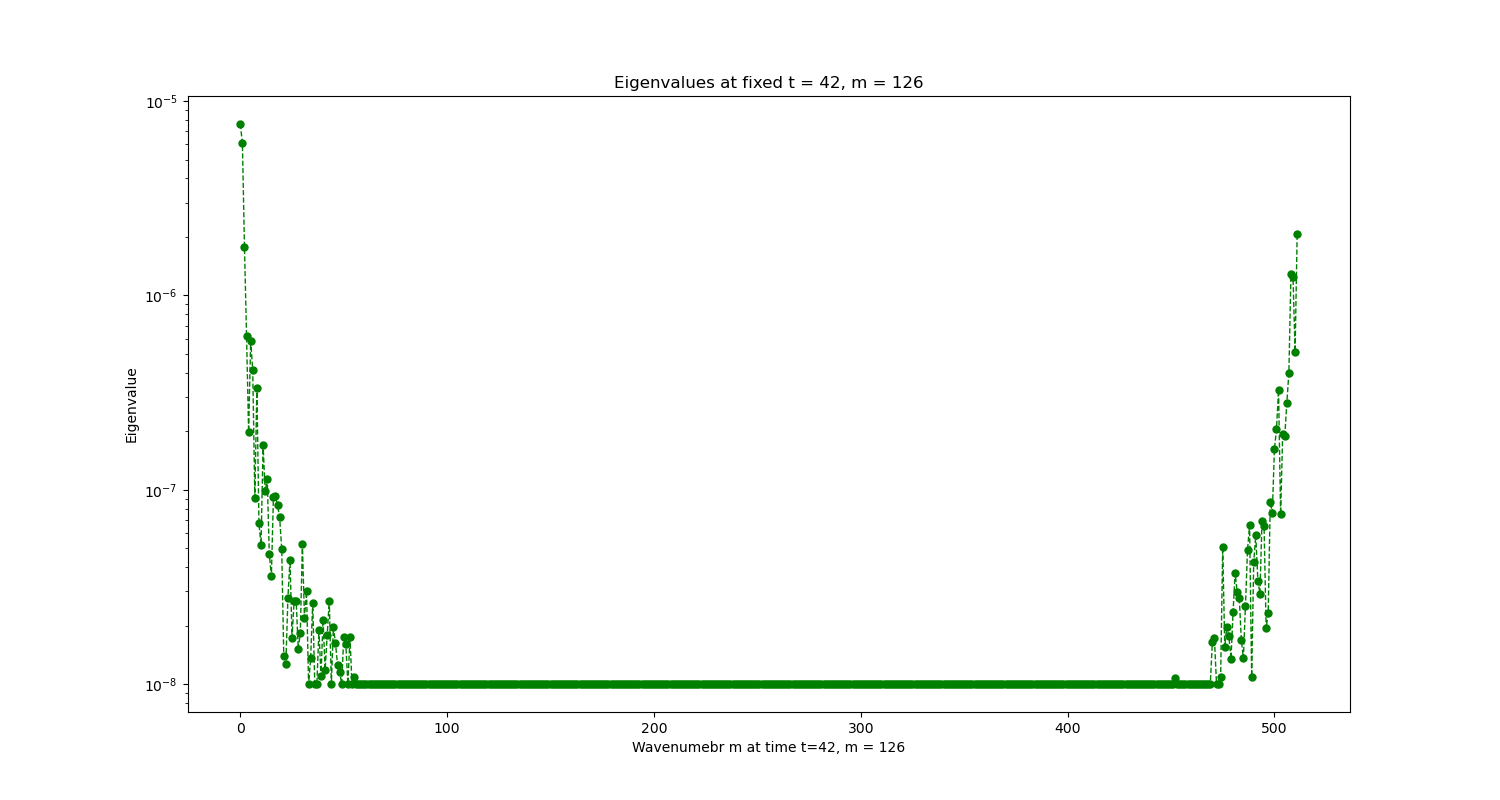 Eigenvalues at fixed t = 42, m = 126
10⁻⁵
10⁻⁶
10⁻⁷
10⁻⁸
Eigenvalue
0 100 200 300 400 500
Wavenumebr m at time t=42, m = 126